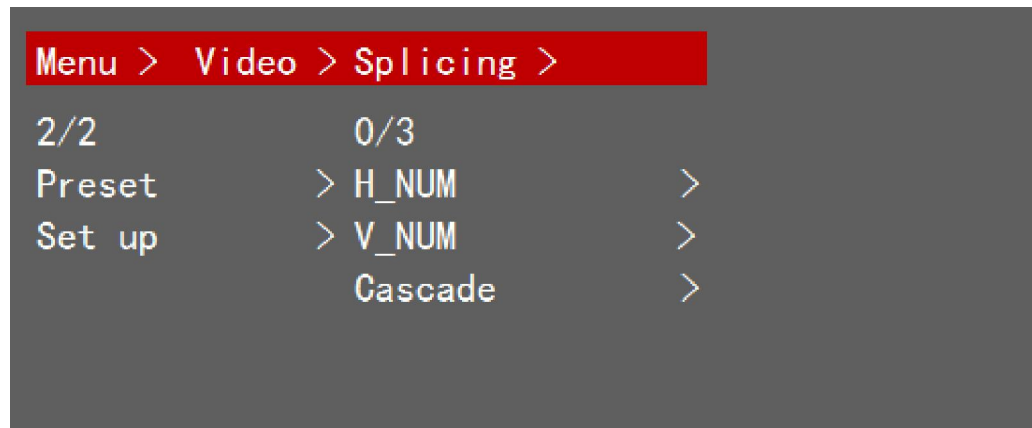 Menu > Video > Splicing >
2/2 0/3
Preset > H_NUM >
Set up > V_NUM >
Cascade >